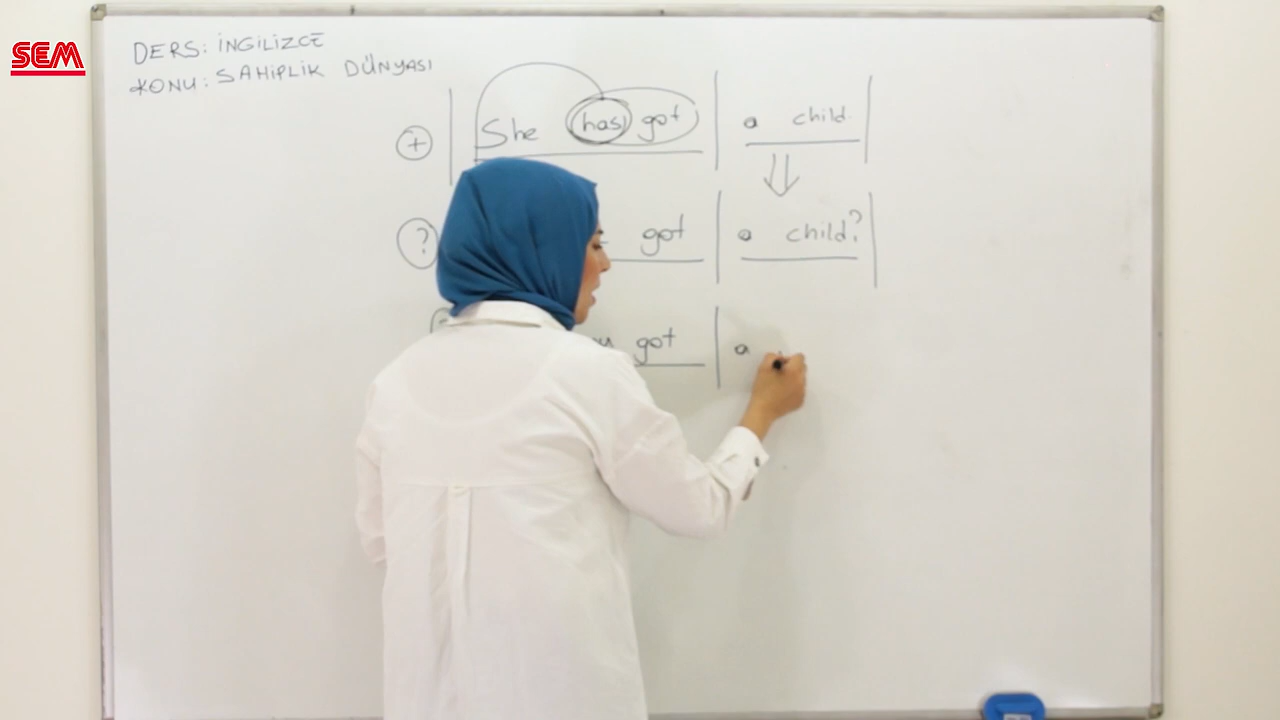 SEM
DERS: İNGİLİZCE
KONU: SAHİPLİK DÜNYASI
(+) She has got a child.
(?) got a child?
got a